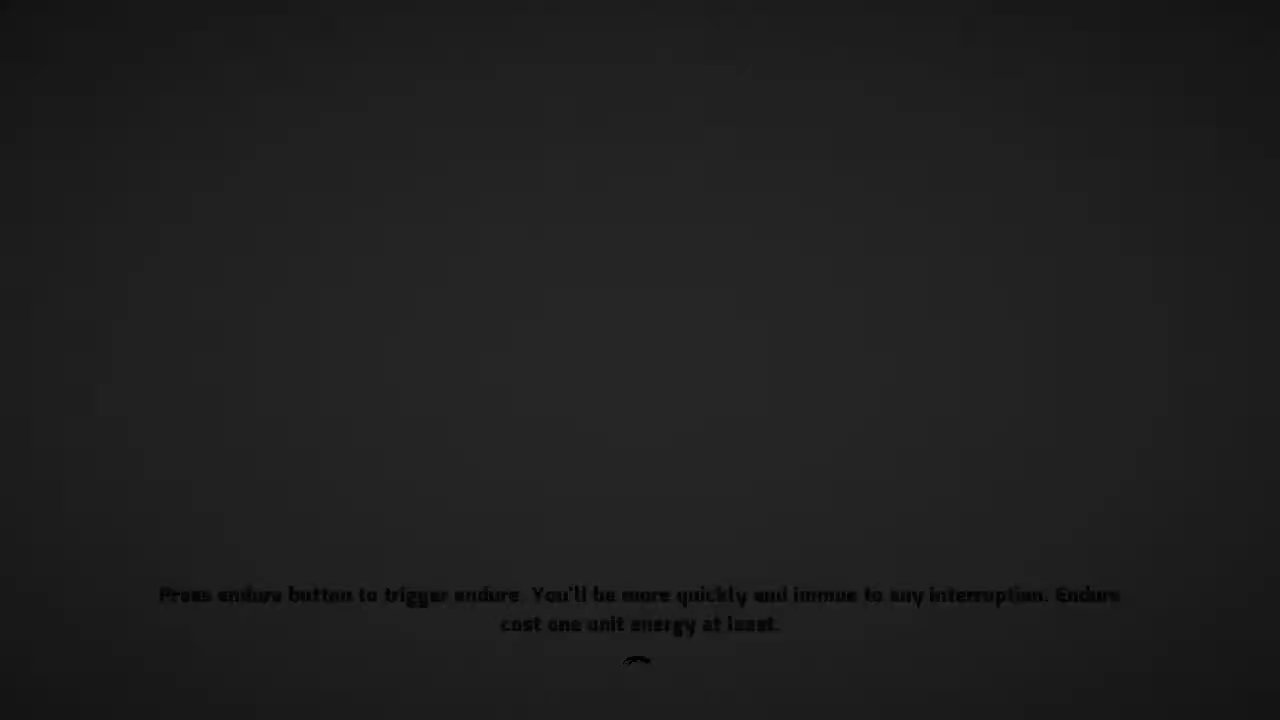 Press endure button to trigger endure. You'll be more quickly and immue to any interruption. Endure
cost one unit energy at least.